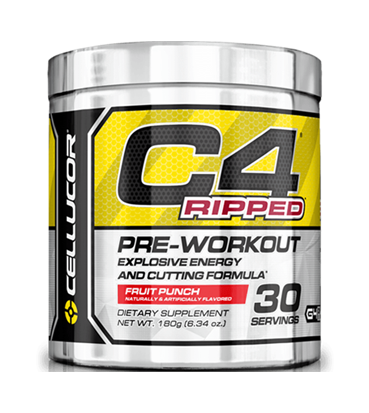 CELLUCOR®
C4
RIPPED
PRE-WORKOUT
EXPLOSIVE ENERGY
AND CUTTING FORMULA*
FRUIT PUNCH
NATURALLY & ARTIFICIALLY FLAVORED
DIETARY SUPPLEMENT
NET WT. 180g (6.34 oz.)
30
SERVINGS